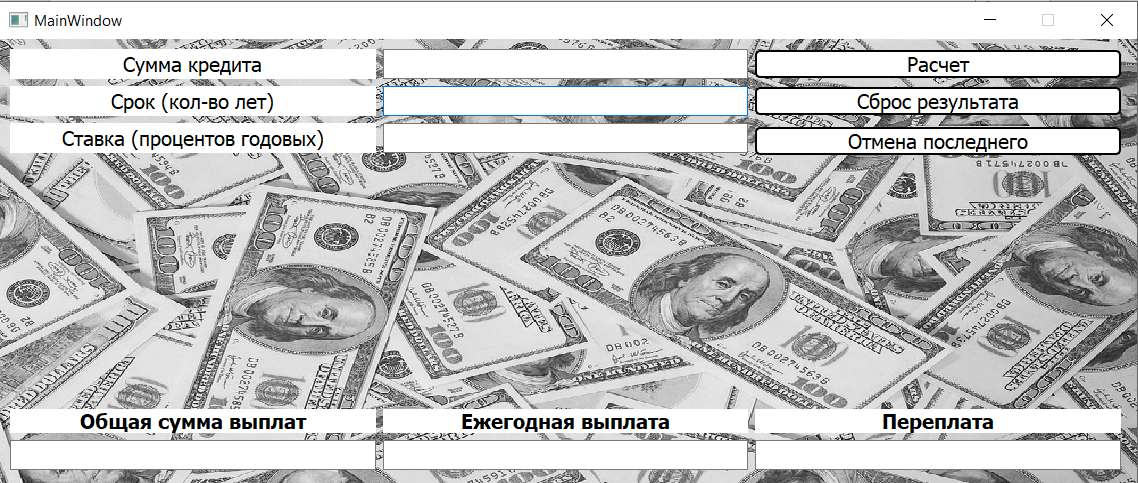 MainWindow
Сумма кредита
Расчет
Срок (кол-во лет)
Сброс результата
Ставка (процентов годовых)
Отмена последнего
Общая сумма выплат
Ежегодная выплата
Переплата